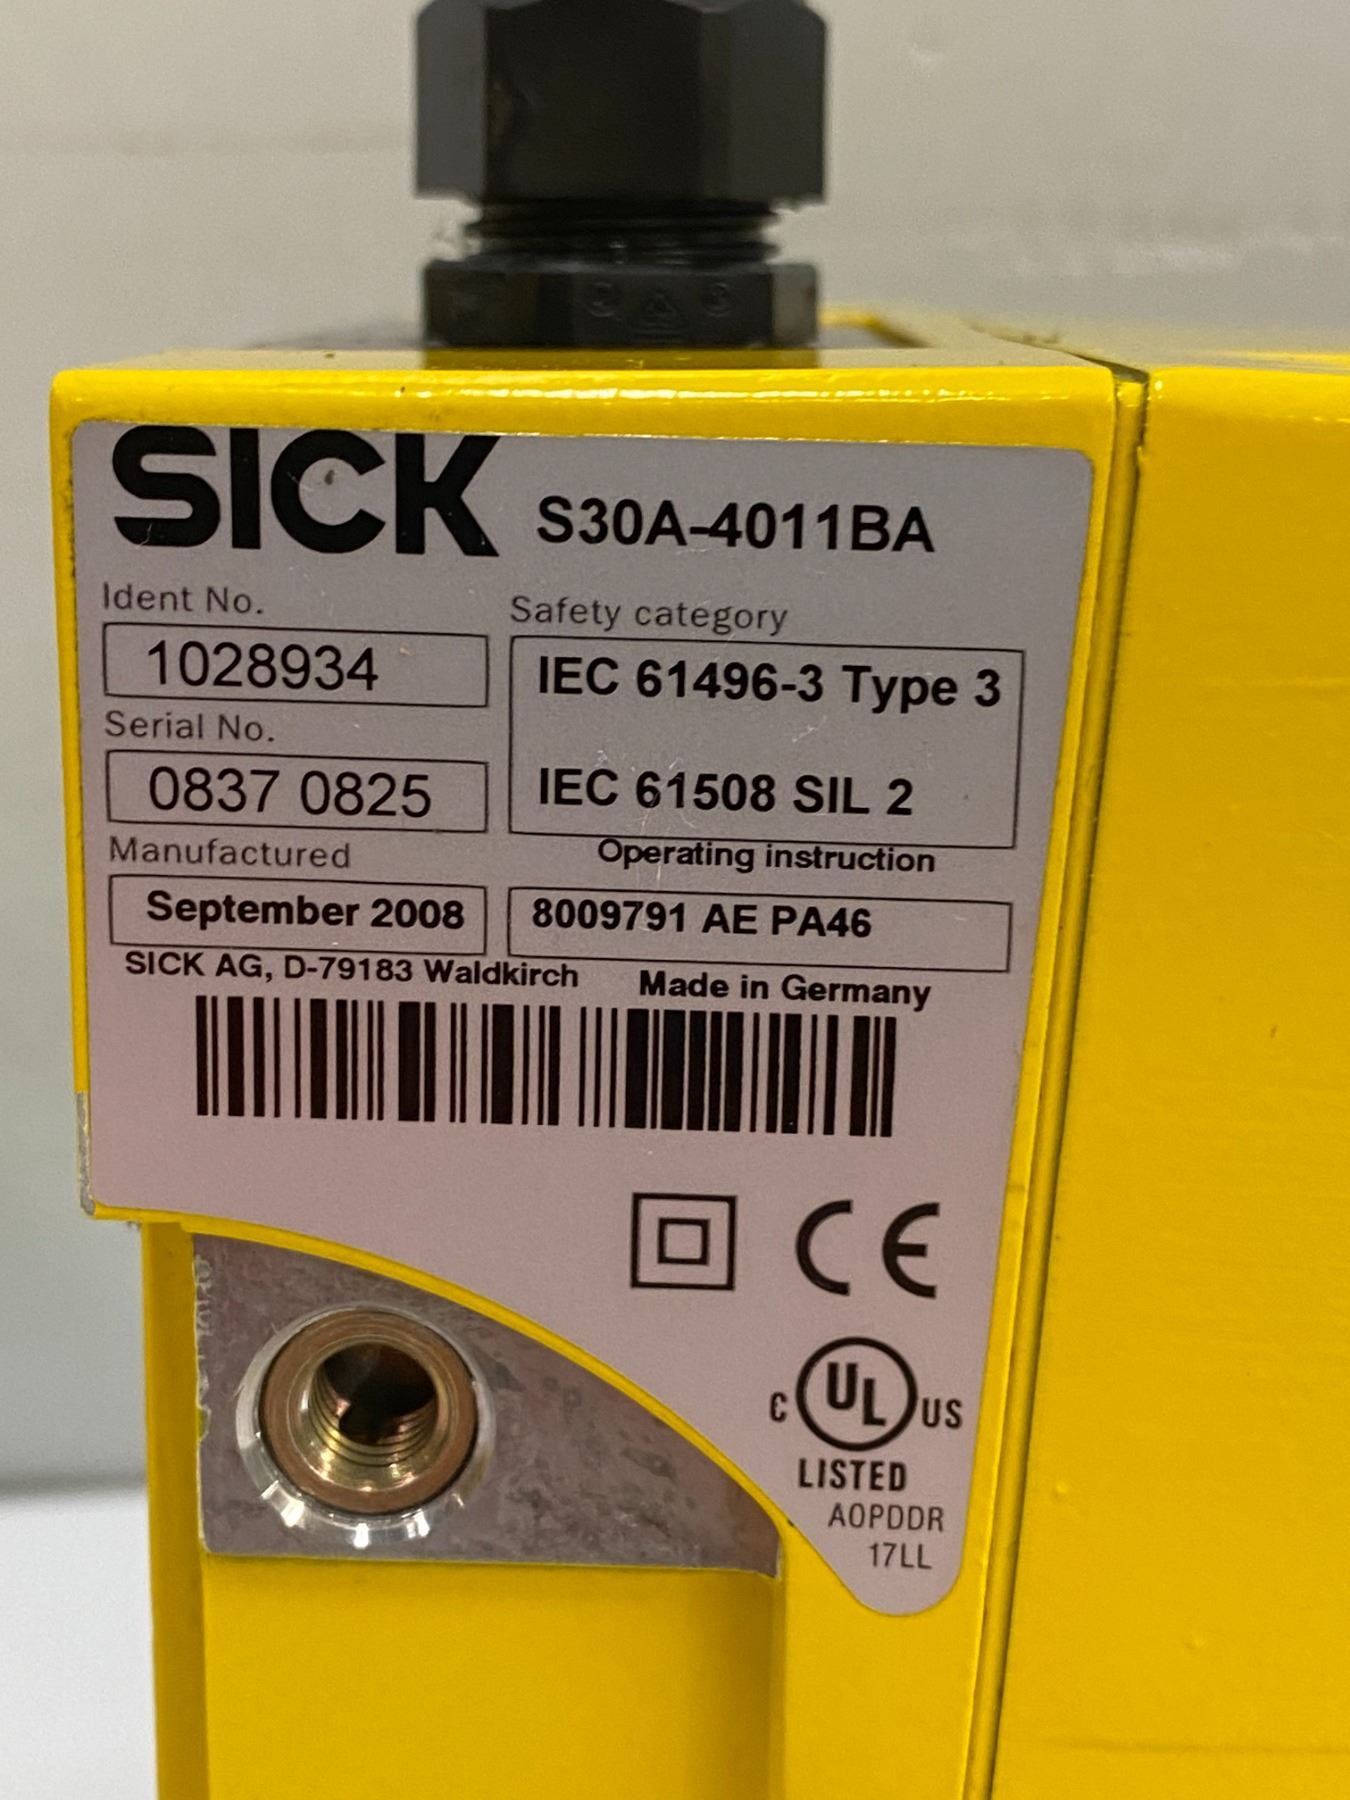 SICK S30A-4011BA
Ident No.
1028934
Safety category
IEC 61496-3 Type 3
IEC 61508 SIL 2
Serial No.
0837 0825
Manufactured
September 2008
Operating instruction
8009791 AE PA46
SICK AG, D-79183 Waldkirch Made in Germany
CE
C UL US
LISTED
AOPDDR
17LL